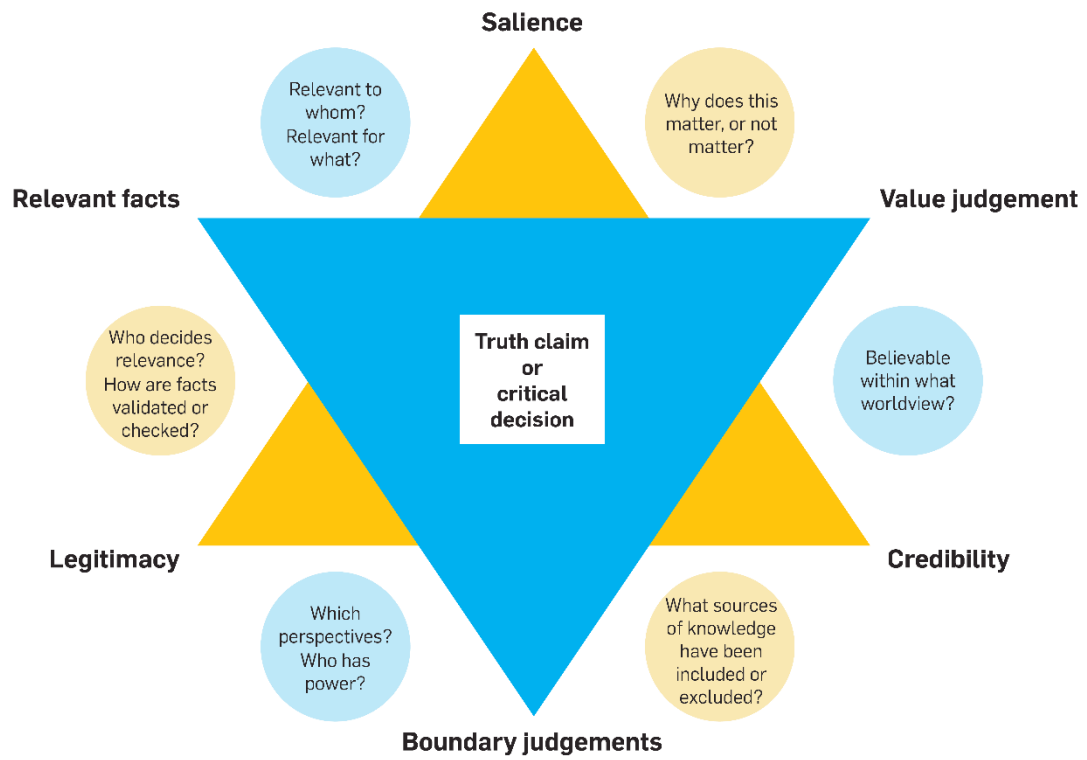 Salience
Relevant to
whom?
Relevant for
what?
Why does this
matter, or not
matter?
Relevant facts
Value judgement
Who decides
relevance?
How are facts
validated or
checked?
Truth claim
or
critical
decision
Believable
within what
worldview?
Legitimacy
Credibility
Which
perspectives?
Who has
power?
What sources
of knowledge
have been
included or
excluded?
Boundary judgements